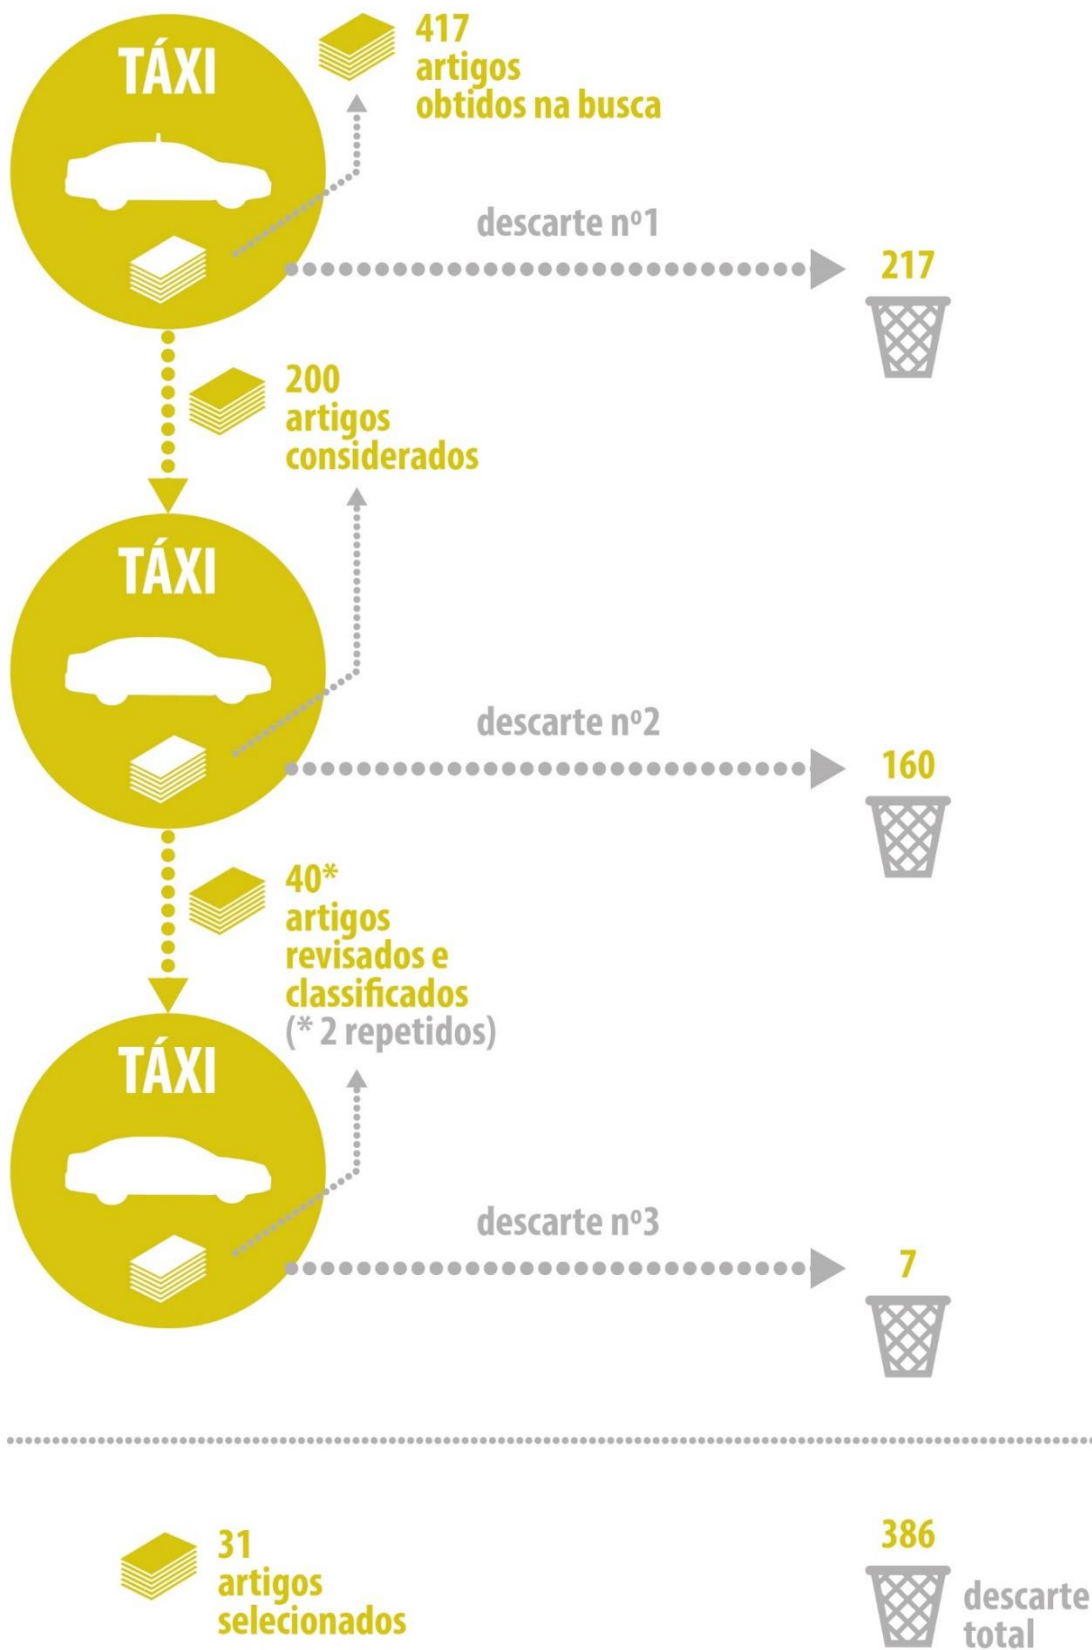 TÁXI
417
artigos
obtidos na busca
descarte nº1
217
200
artigos
considerados
TÁXI
descarte nº2
160
40*
artigos
revisados e
classificados
(* 2 repetidos)
TÁXI
descarte nº3
7
31
artigos
selecionados
386
descarte
total